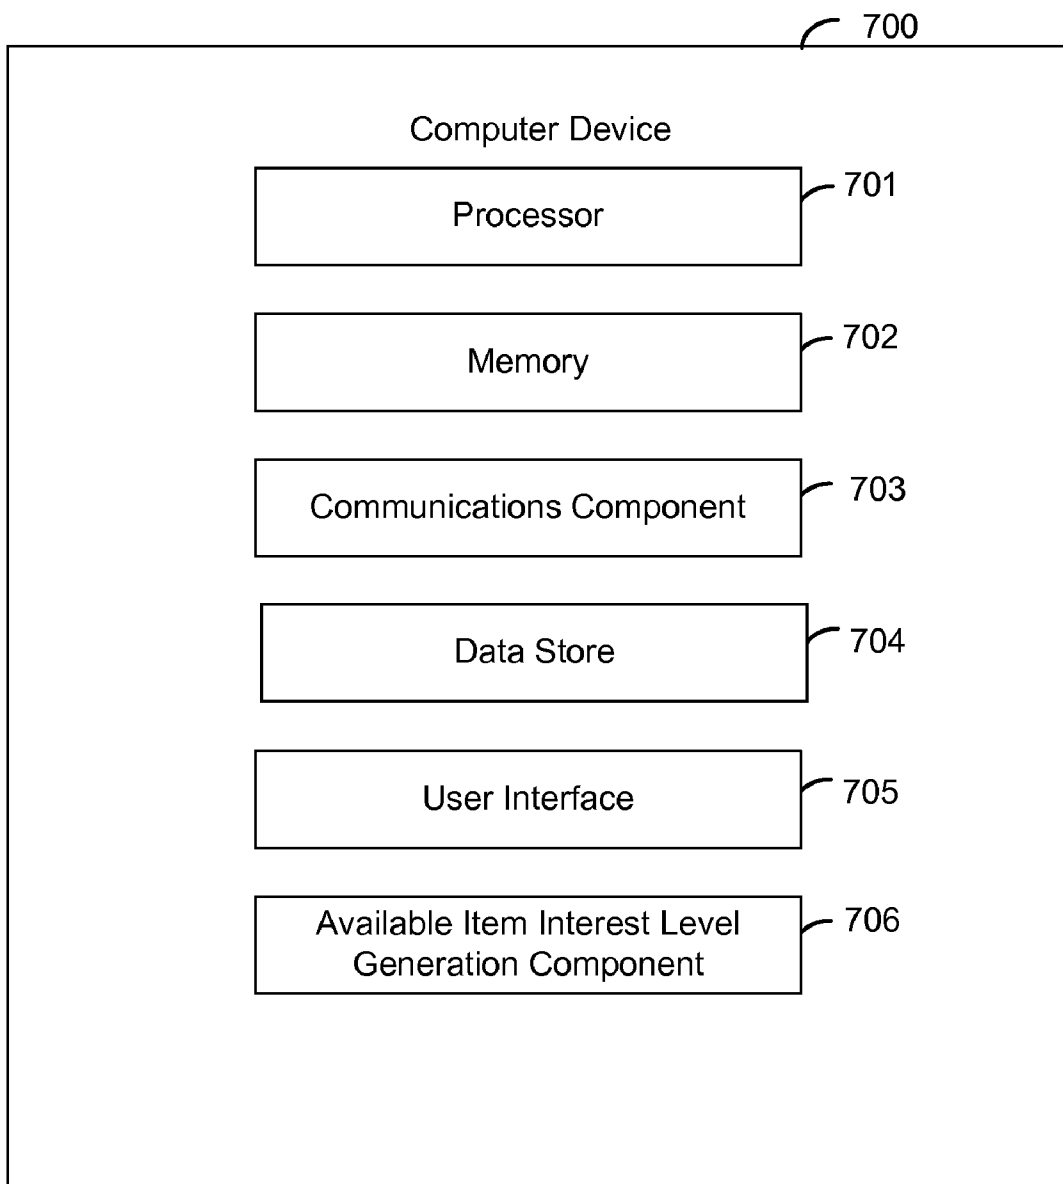 700
Computer Device
Processor
701
Memory
702
Communications Component
703
Data Store
704
User Interface
705
Available Item Interest Level
Generation Component
706